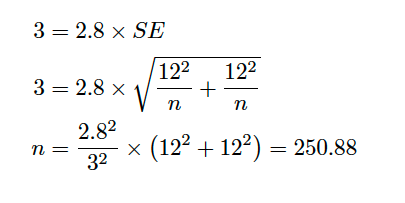 3 = 2.8 × SE
3 = 2.8 × √(12²/n + 12²/n)
n = 2.8²/3² × (12² + 12²) = 250.88